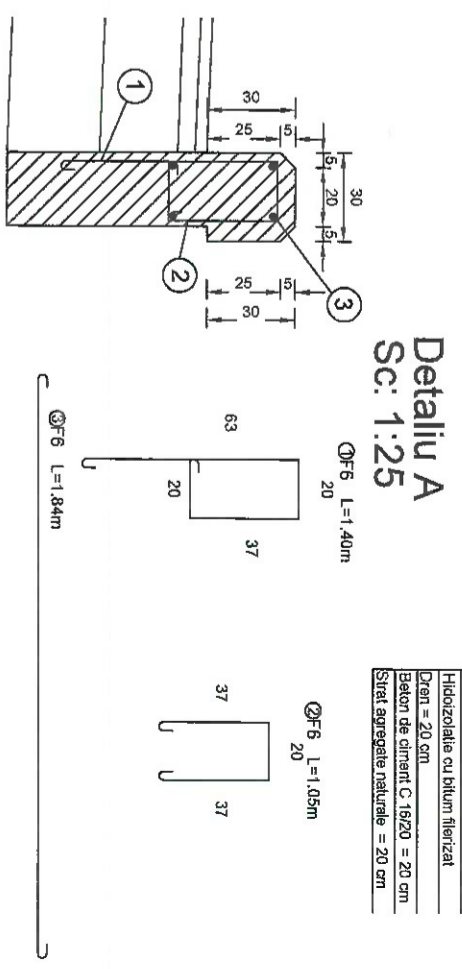 Detaliu A
Sc: 1:25
Hidoizolatie cu bitum filerizat
Dren = 20 cm
Beton de ciment C 16/20 = 20 cm
Strat agregate naturale = 20 cm
30
5 20 5
30
25 5
25 5
30
1
2
3
①F6 L=1.40m
20
63
37
20
②F6 L=1.05m
20
37
37
③F6 L=1.84m